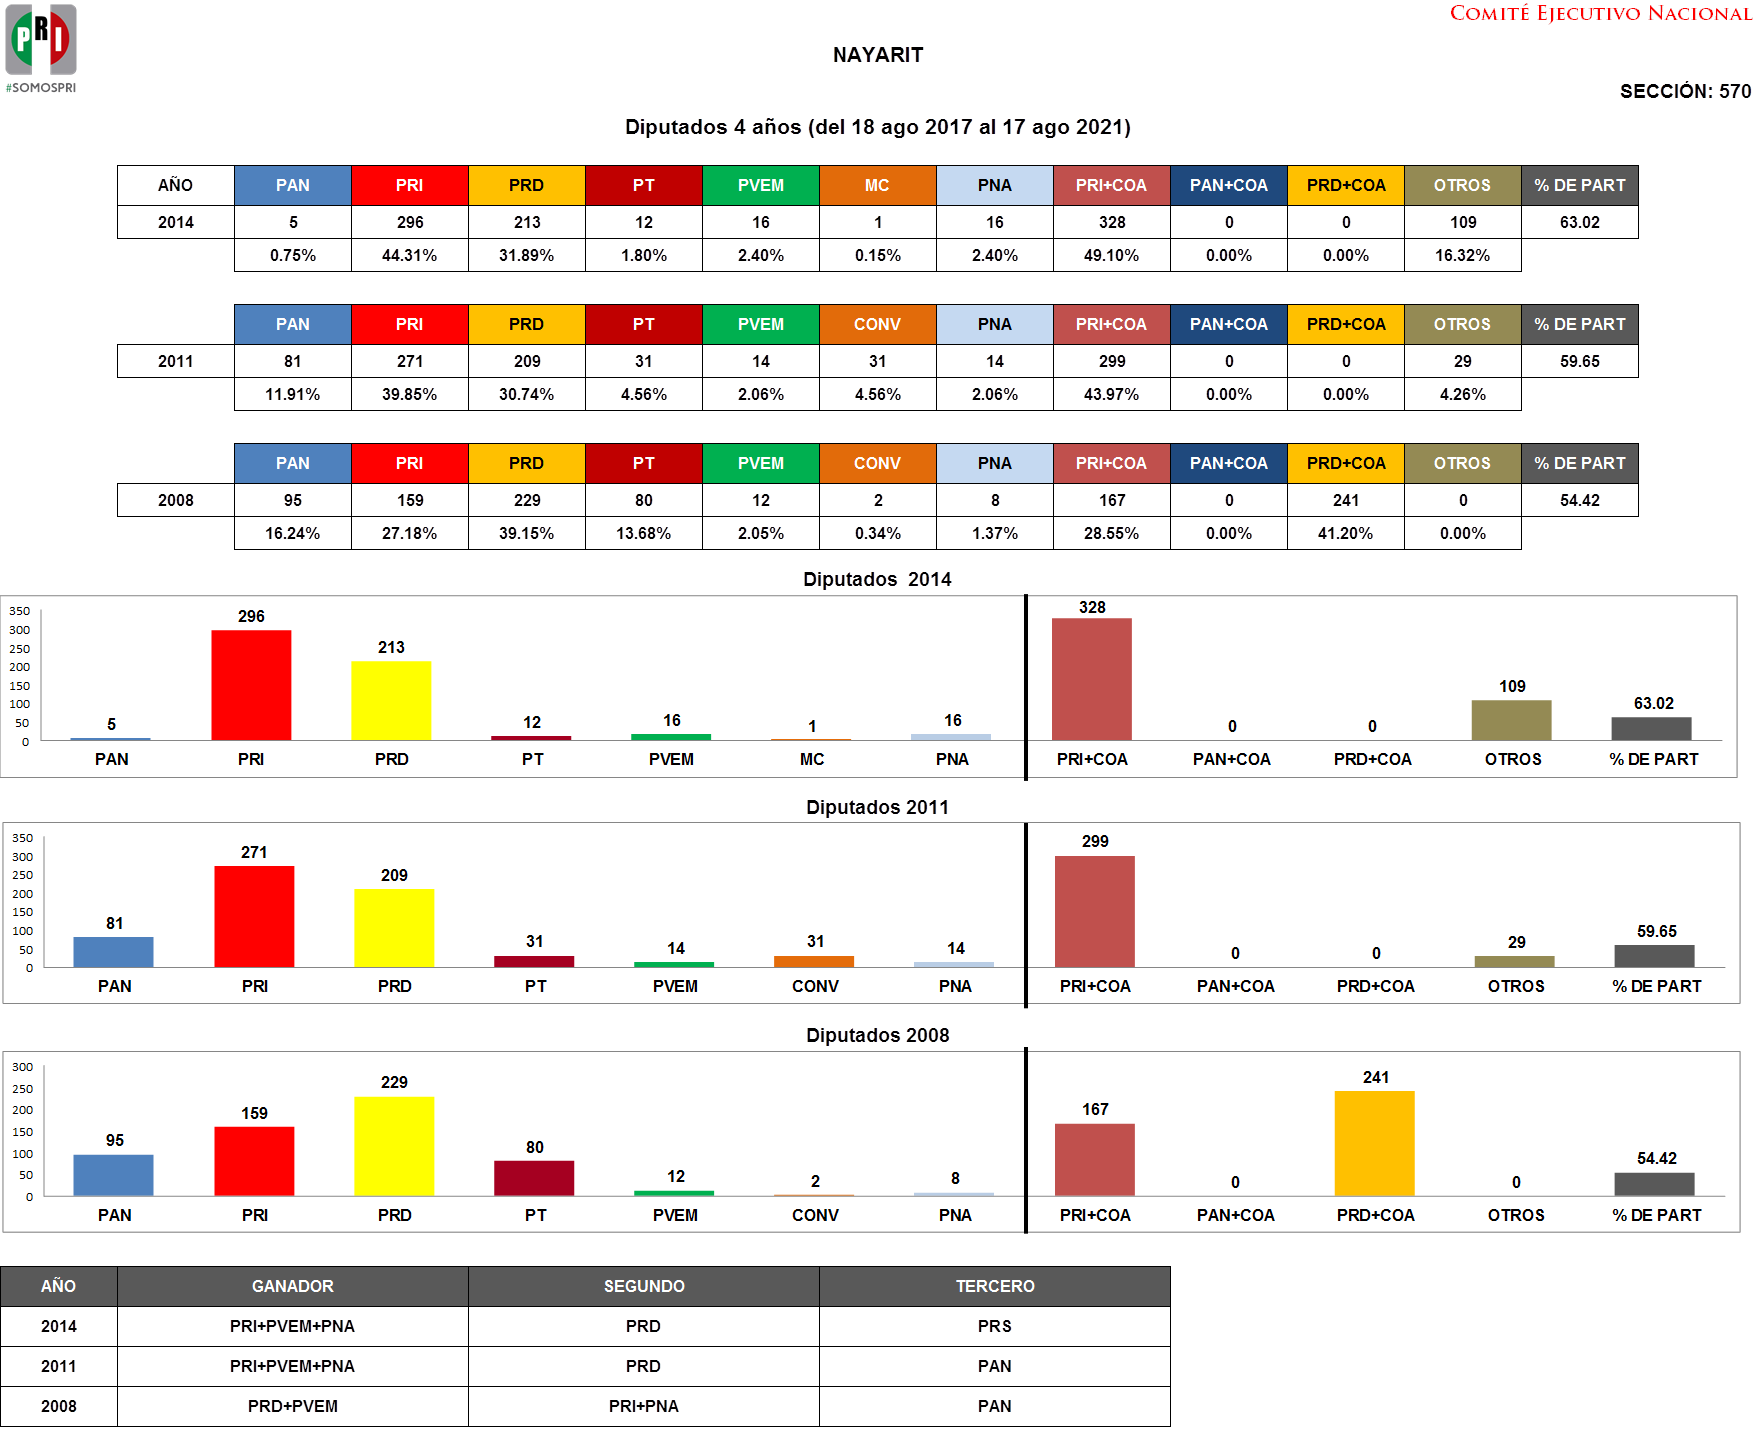 PRI
#SOMOSPRI
COMITÉ EJECUTIVO NACIONAL
NAYARIT
SECCIÓN: 570
Diputados 4 años (del 18 ago 2017 al 17 ago 2021)
AÑO PAN PRI PRD PT PVEM MC PNA PRI+COA PAN+COA PRD+COA OTROS % DE PART
2014 5 296 213 12 16 1 16 328 0 0 109 63.02
0.75% 44.31% 31.89% 1.80% 2.40% 0.15% 2.40% 49.10% 0.00% 0.00% 16.32%
PAN PRI PRD PT PVEM CONV PNA PRI+COA PAN+COA PRD+COA OTROS % DE PART
2011 81 271 209 31 14 31 14 299 0 0 29 59.65
11.91% 39.85% 30.74% 4.56% 2.06% 4.56% 2.06% 43.97% 0.00% 0.00% 4.26%
PAN PRI PRD PT PVEM CONV PNA PRI+COA PAN+COA PRD+COA OTROS % DE PART
2008 95 159 229 80 12 2 8 167 0 241 0 54.42
16.24% 27.18% 39.15% 13.68% 2.05% 0.34% 1.37% 28.55% 0.00% 41.20% 0.00%
Diputados 2014
350
300
250
200
150
100
50
0
5 296 213 12 16 1 16 328 0 0 109 63.02
PAN PRI PRD PT PVEM MC PNA PRI+COA PAN+COA PRD+COA OTROS % DE PART
Diputados 2011
350
300
250
200
150
100
50
0
81 271 209 31 14 31 14 299 0 0 29 59.65
PAN PRI PRD PT PVEM CONV PNA PRI+COA PAN+COA PRD+COA OTROS % DE PART
Diputados 2008
300
250
200
150
100
50
0
95 159 229 80 12 2 8 167 0 241 0 54.42
PAN PRI PRD PT PVEM CONV PNA PRI+COA PAN+COA PRD+COA OTROS % DE PART
AÑO GANADOR SEGUNDO TERCERO
2014 PRI+PVEM+PNA PRD PRS
2011 PRI+PVEM+PNA PRD PAN
2008 PRD+PVEM PRI+PNA PAN